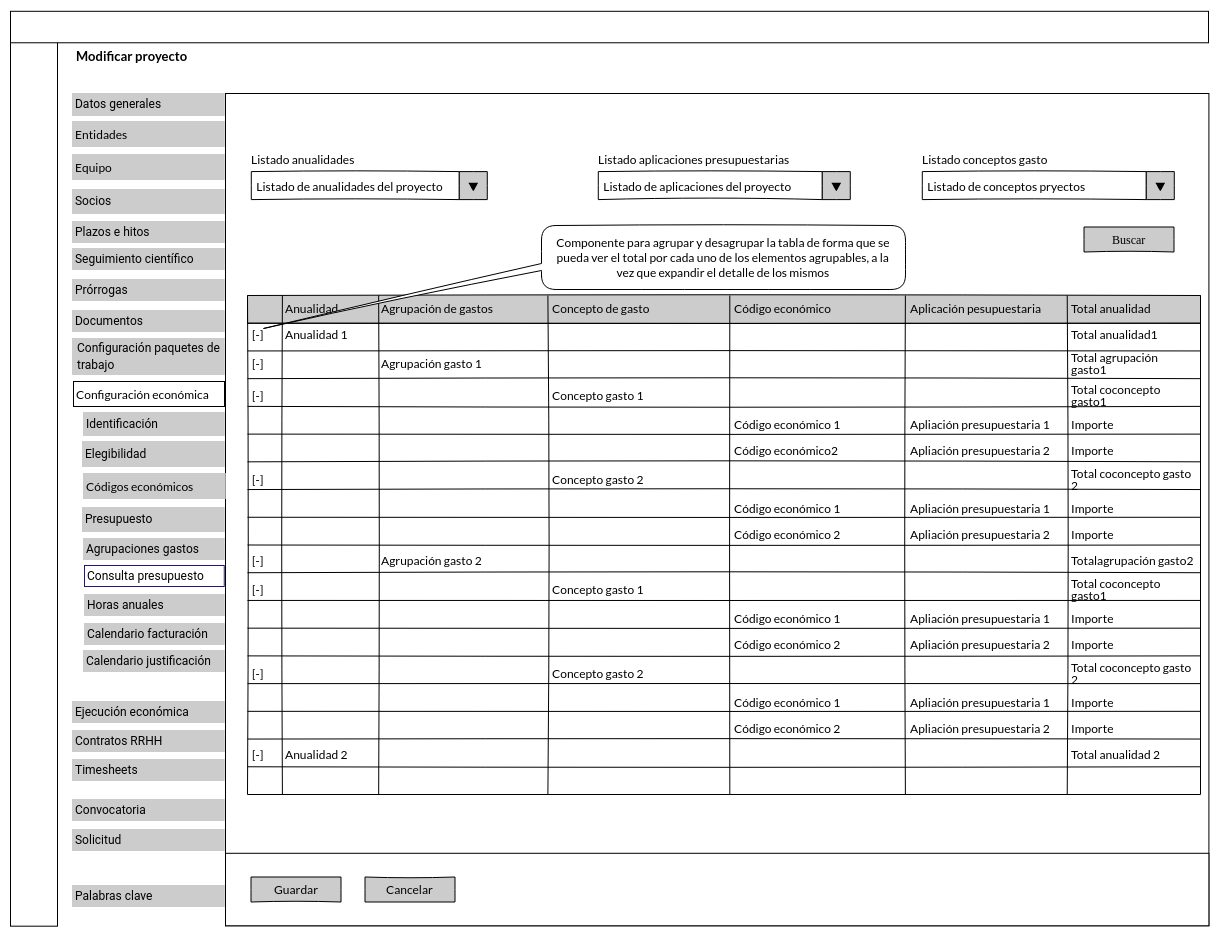 Modificar proyecto
Datos generales
Entidades
Equipo
Socios
Plazos e hitos
Seguimiento científico
Prórrogas
Documentos
Configuración paquetes de
trabajo
Configuración económica
Identificación
Elegibilidad
Códigos económicos
Presupuesto
Agrupaciones gastos
Consulta presupuesto
Horas anuales
Calendario facturación
Calendario justificación
Ejecución económica
Contratos RRHH
Timesheets
Convocatoria
Solicitud
Palabras clave
Listado anualidades
Listado de anualidades del proyecto ▼
Listado aplicaciones presupuestarias
Listado de aplicaciones del proyecto ▼
Listado conceptos gasto
Listado de conceptos pryectos ▼
Buscar
Componente para agrupar y desagrupar la tabla de forma que se
pueda ver el total por cada uno de los elementos agrupables, a la
vez que expandir el detalle de los mismos
Anualidad Agrupación de gastos Concepto de gasto Código económico Aplicación pesupuestaria Total anualidad
[-] Anualidad 1 Total anualidad1
[-] Agrupación gasto 1 Total agrupación
gasto1
[-] Concepto gasto 1 Total coconcepto
gasto1
Código económico 1 Apliación presupuestaria 1 Importe
Código económico2 Apliación presupuestaria 2 Importe
[-] Concepto gasto 2 Total coconcepto gasto
2
Código económico 1 Apliación presupuestaria 1 Importe
Código económico 2 Apliación presupuestaria 2 Importe
[-] Agrupación gasto 2 Totalagrupación gasto2
[-] Concepto gasto 1 Total coconcepto
gasto1
Código económico 1 Apliación presupuestaria 1 Importe
Código económico 2 Apliación presupuestaria 2 Importe
[-] Concepto gasto 2 Total coconcepto gasto
2
Código económico 1 Apliación presupuestaria 1 Importe
Código económico 2 Apliación presupuestaria 2 Importe
[-] Anualidad 2 Total anualidad 2
Guardar Cancelar